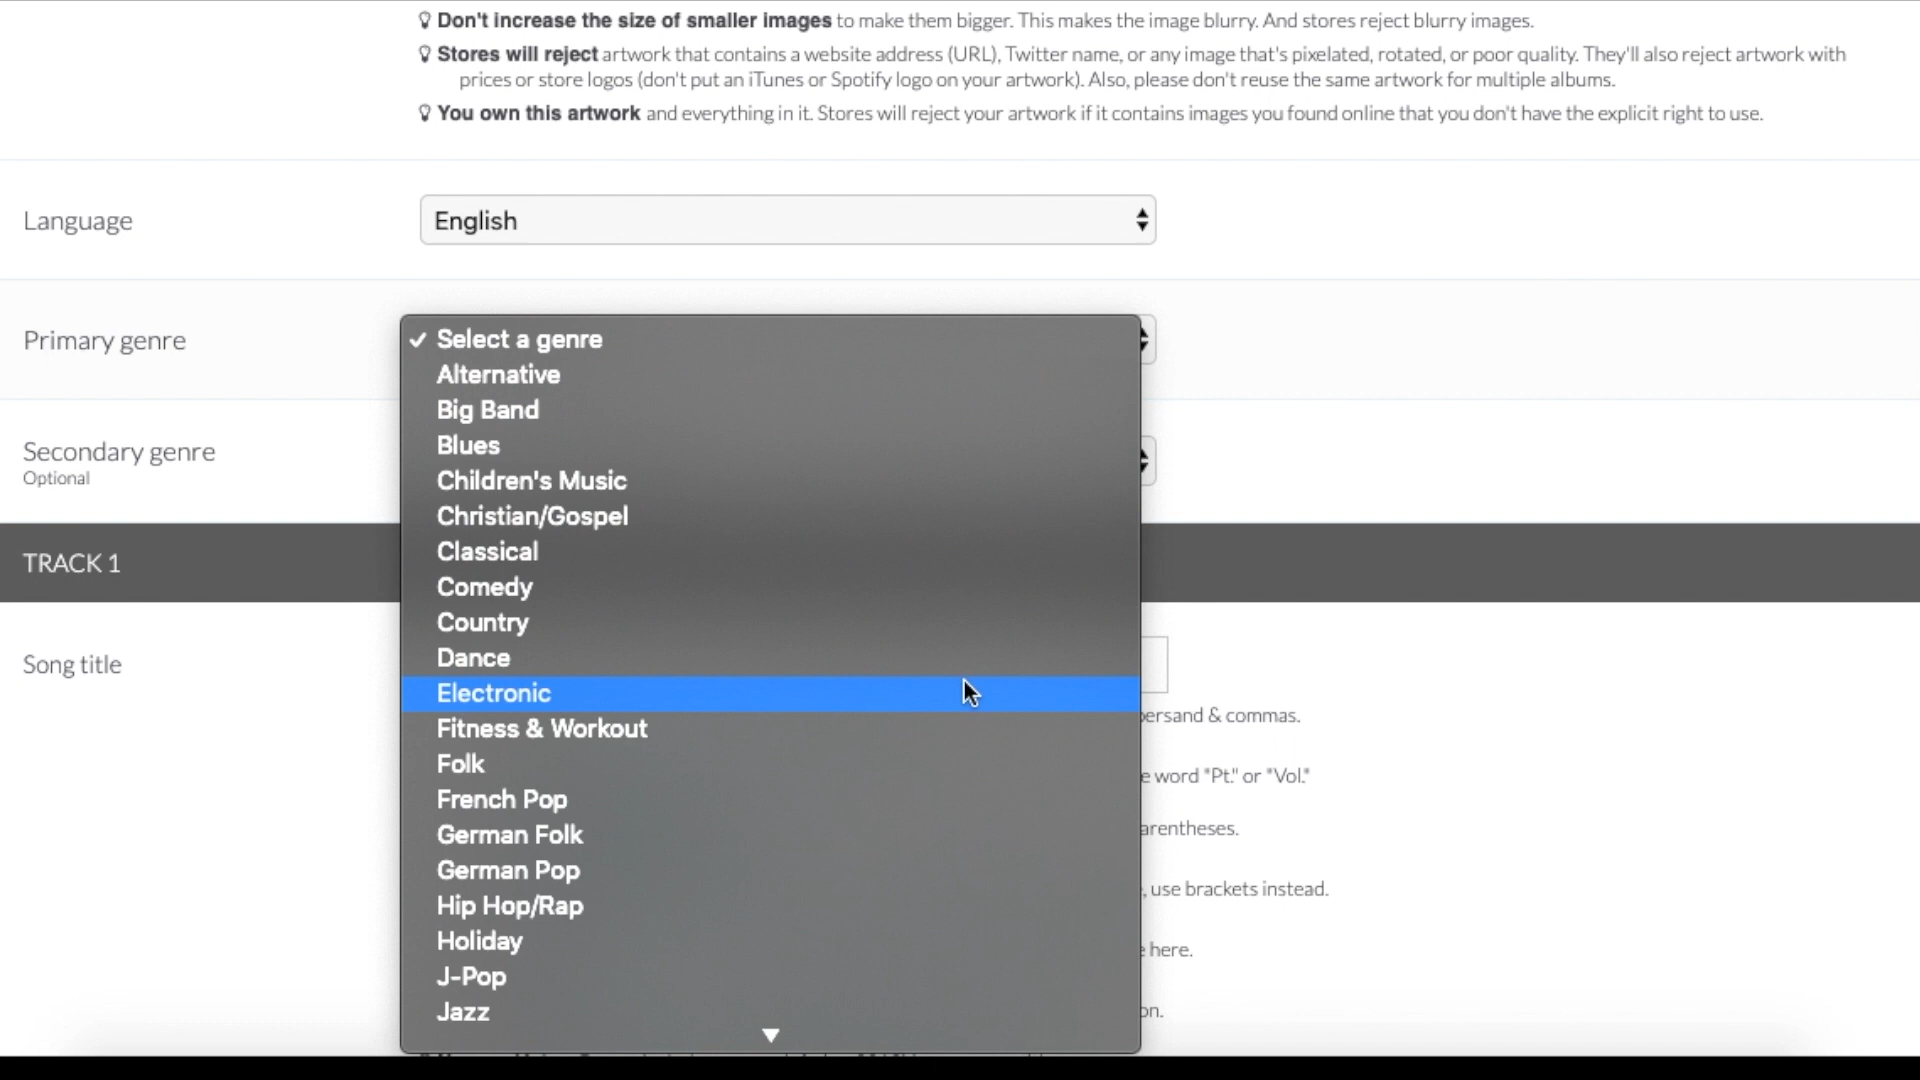 Don't increase the size of smaller images to make them bigger. This makes the image blurry. And stores reject blurry images.
Stores will reject artwork that contains a website address (URL), Twitter name, or any image that's pixelated, rotated, or poor quality. They'll also reject artwork with
prices or store logos (don't put an iTunes or Spotify logo on your artwork). Also, please don't reuse the same artwork for multiple albums.
You own this artwork and everything in it. Stores will reject your artwork if it contains images you found online that you don't have the explicit right to use.
Language
English
Primary genre
Secondary genre
Optional
Select a genre
Alternative
Big Band
Blues
Children's Music
Christian/Gospel
Classical
Comedy
Country
Dance
Electronic
Fitness & Workout
Folk
French Pop
German Folk
German Pop
Hip Hop/Rap
Holiday
J-Pop
Jazz
TRACK 1
Song title
& commas.
word "Pt." or "Vol."
, use brackets instead.
here.